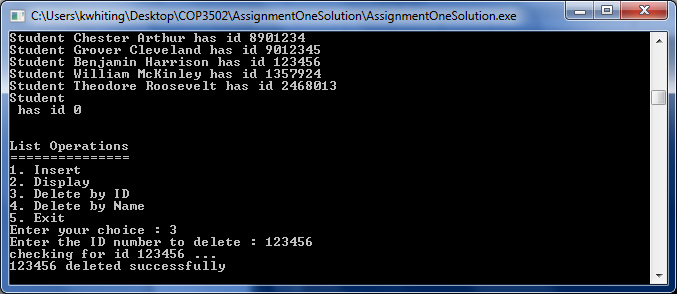 C:\Users\kwhiting\Desktop\COP3502\AssignmentOneSolution\AssignmentOneSolution.exe
Student Chester Arthur has id 8901234
Student Grover Cleveland has id 9012345
Student Benjamin Harrison has id 123456
Student William McKinley has id 1357924
Student Theodore Roosevelt has id 2468013
Student
 has id 0
List Operations
===============
1. Insert
2. Display
3. Delete by ID
4. Delete by Name
5. Exit
Enter your choice : 3
Enter the ID number to delete : 123456
checking for id 123456 ...
123456 deleted successfully